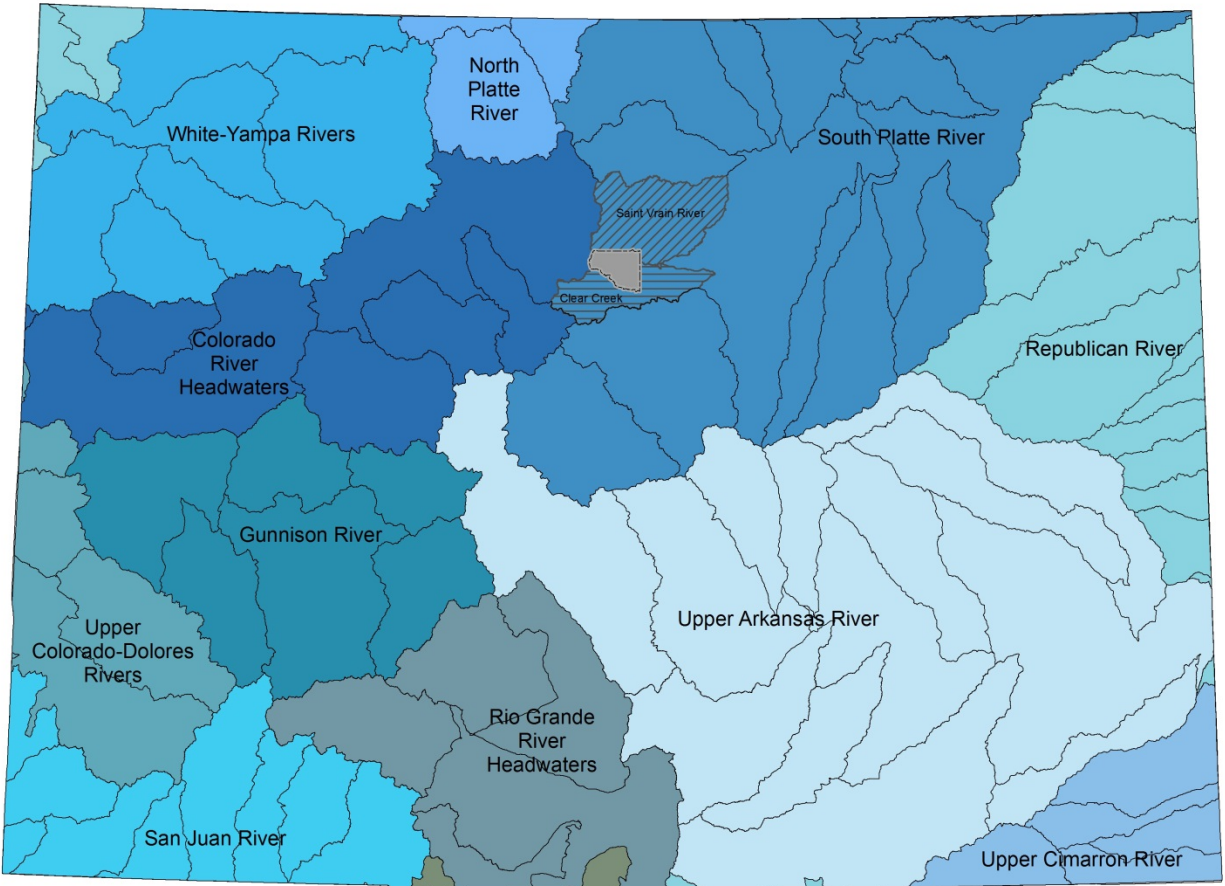 North
Platte
River
White-Yampa Rivers
South Platte River
Saint Vrain River
Clear Creek
Colorado
River
Headwaters
Republican River
Gunnison River
Upper Arkansas River
Upper
Colorado-Dolores
Rivers
Rio Grande
River
Headwaters
San Juan River
Upper Cimarron River